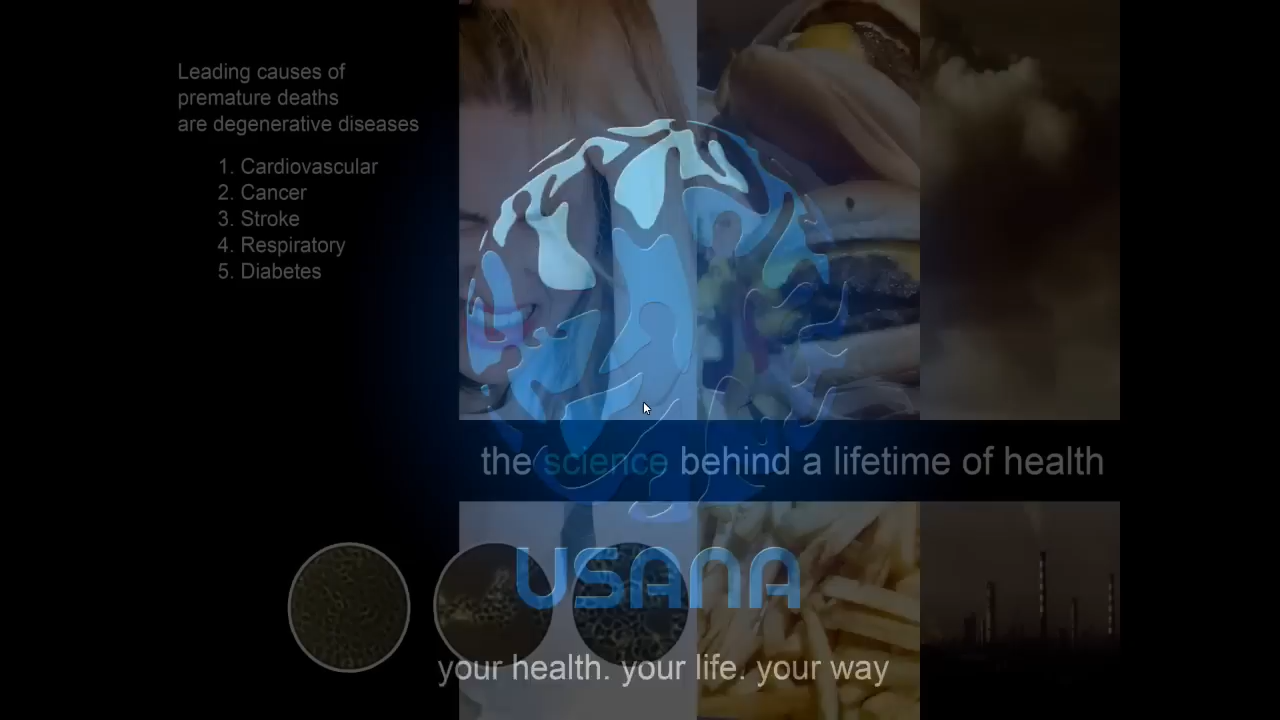 Leading causes of
premature deaths
are degenerative diseases
1. Cardiovascular
2. Cancer
3. Stroke
4. Respiratory
5. Diabetes
the science behind a lifetime of health
USANA
your health. your life. your way